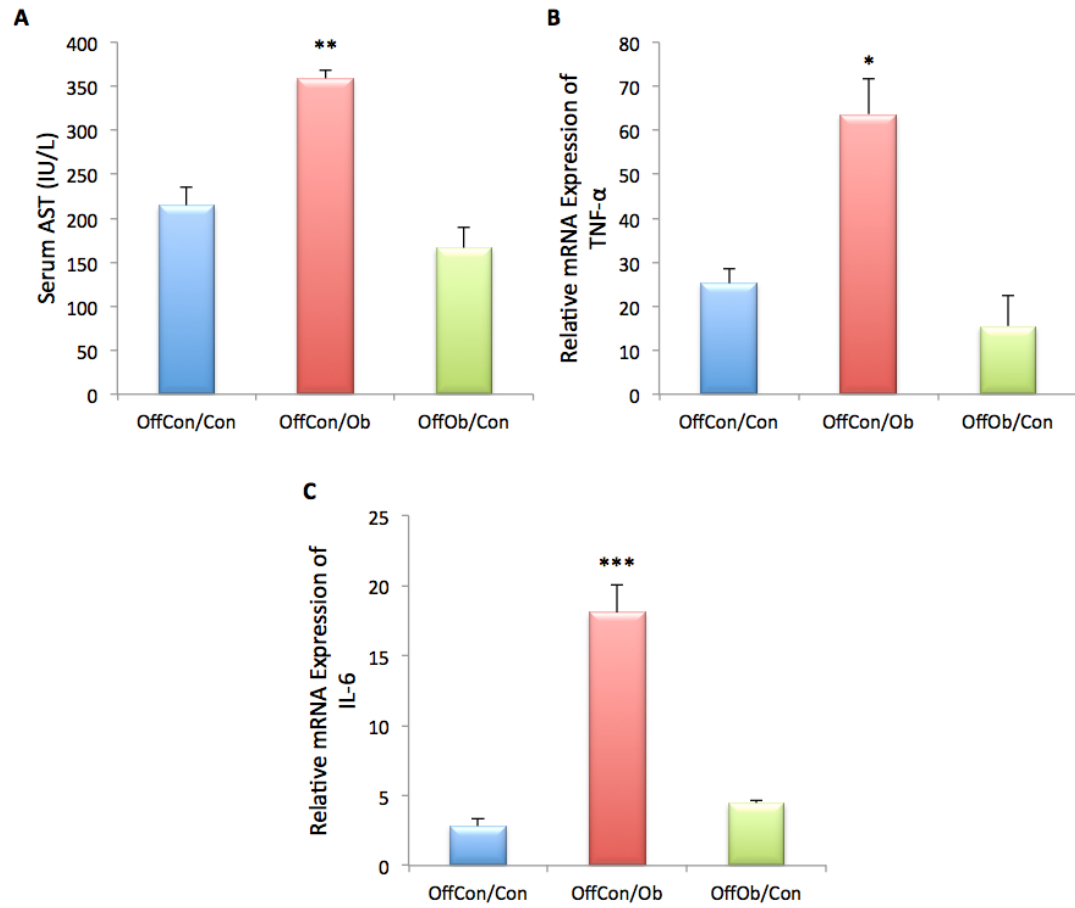 A
Serum AST (IU/L)
400
350
300
250
200
150
100
50
0
**
OffCon/Con
OffCon/Ob
OffOb/Con
B
Relative mRNA Expression of
TNF-α
80
70
60
50
40
30
20
10
0
*
OffCon/Con
OffCon/Ob
OffOb/Con
C
Relative mRNA Expression of
IL-6
25
20
15
10
5
0
***
OffCon/Con
OffCon/Ob
OffOb/Con